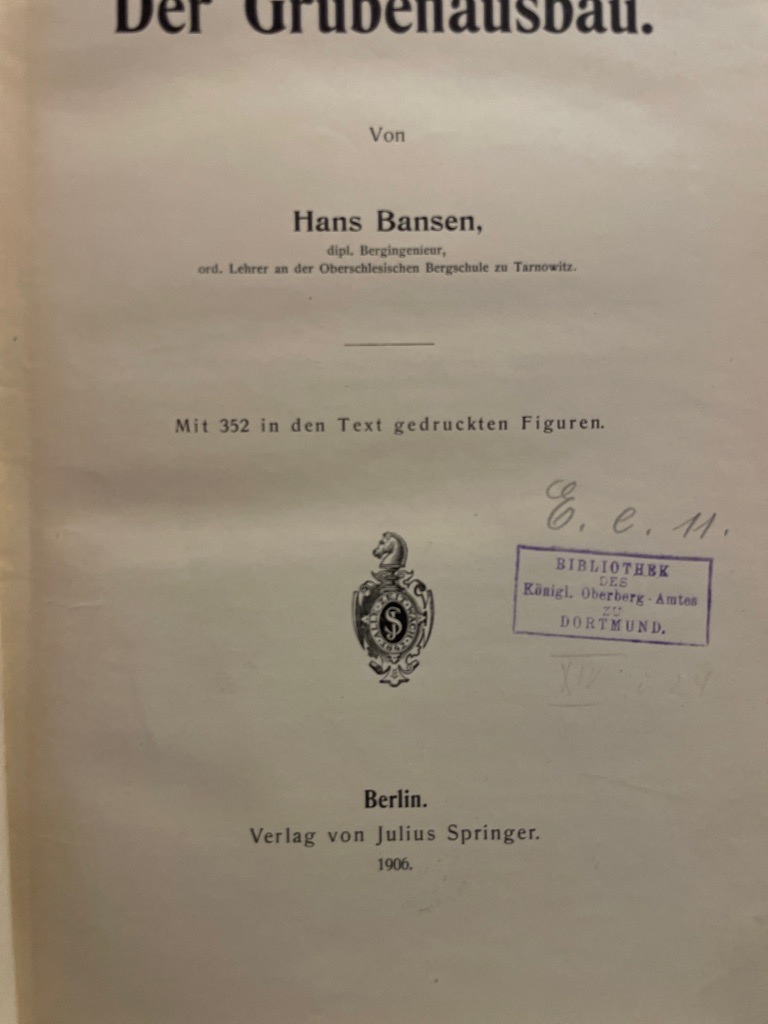 Der Grubenausbau.
Von
Hans Bansen,
dipl. Bergingenieur,
ord. Lehrer an der Oberschlesischen Bergschule zu Tarnowitz.
Mit 352 in den Text gedruckten Figuren.
E. e. 11.
BIBLIOTHEK
DES
Königl. Oberberg-Amtes
ZU
DORTMUND.
Berlin.
Verlag von Julius Springer.
1906.